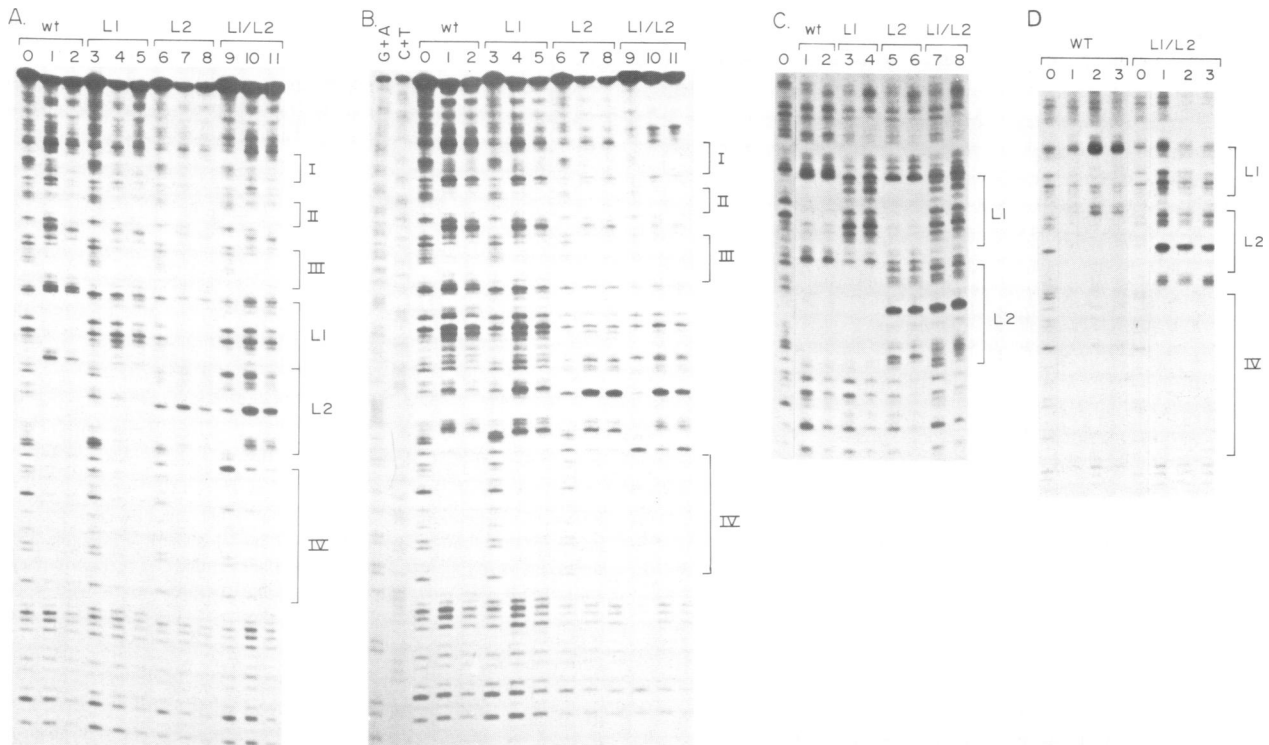 A.
wt L1 L2 L1/L2
0 1 2 3 4 5 6 7 8 9 10 11
I
II
III
L1
L2
IV
B.
G+A C+T wt L1 L2 L1/L2
0 1 2 3 4 5 6 7 8 9 10 11
I
II
III
IV
C.
wt L1 L2 L1/L2
0 1 2 3 4 5 6 7 8
L1
L2
D
WT L1/L2
0 1 2 3 0 1 2 3
L1
L2
IV